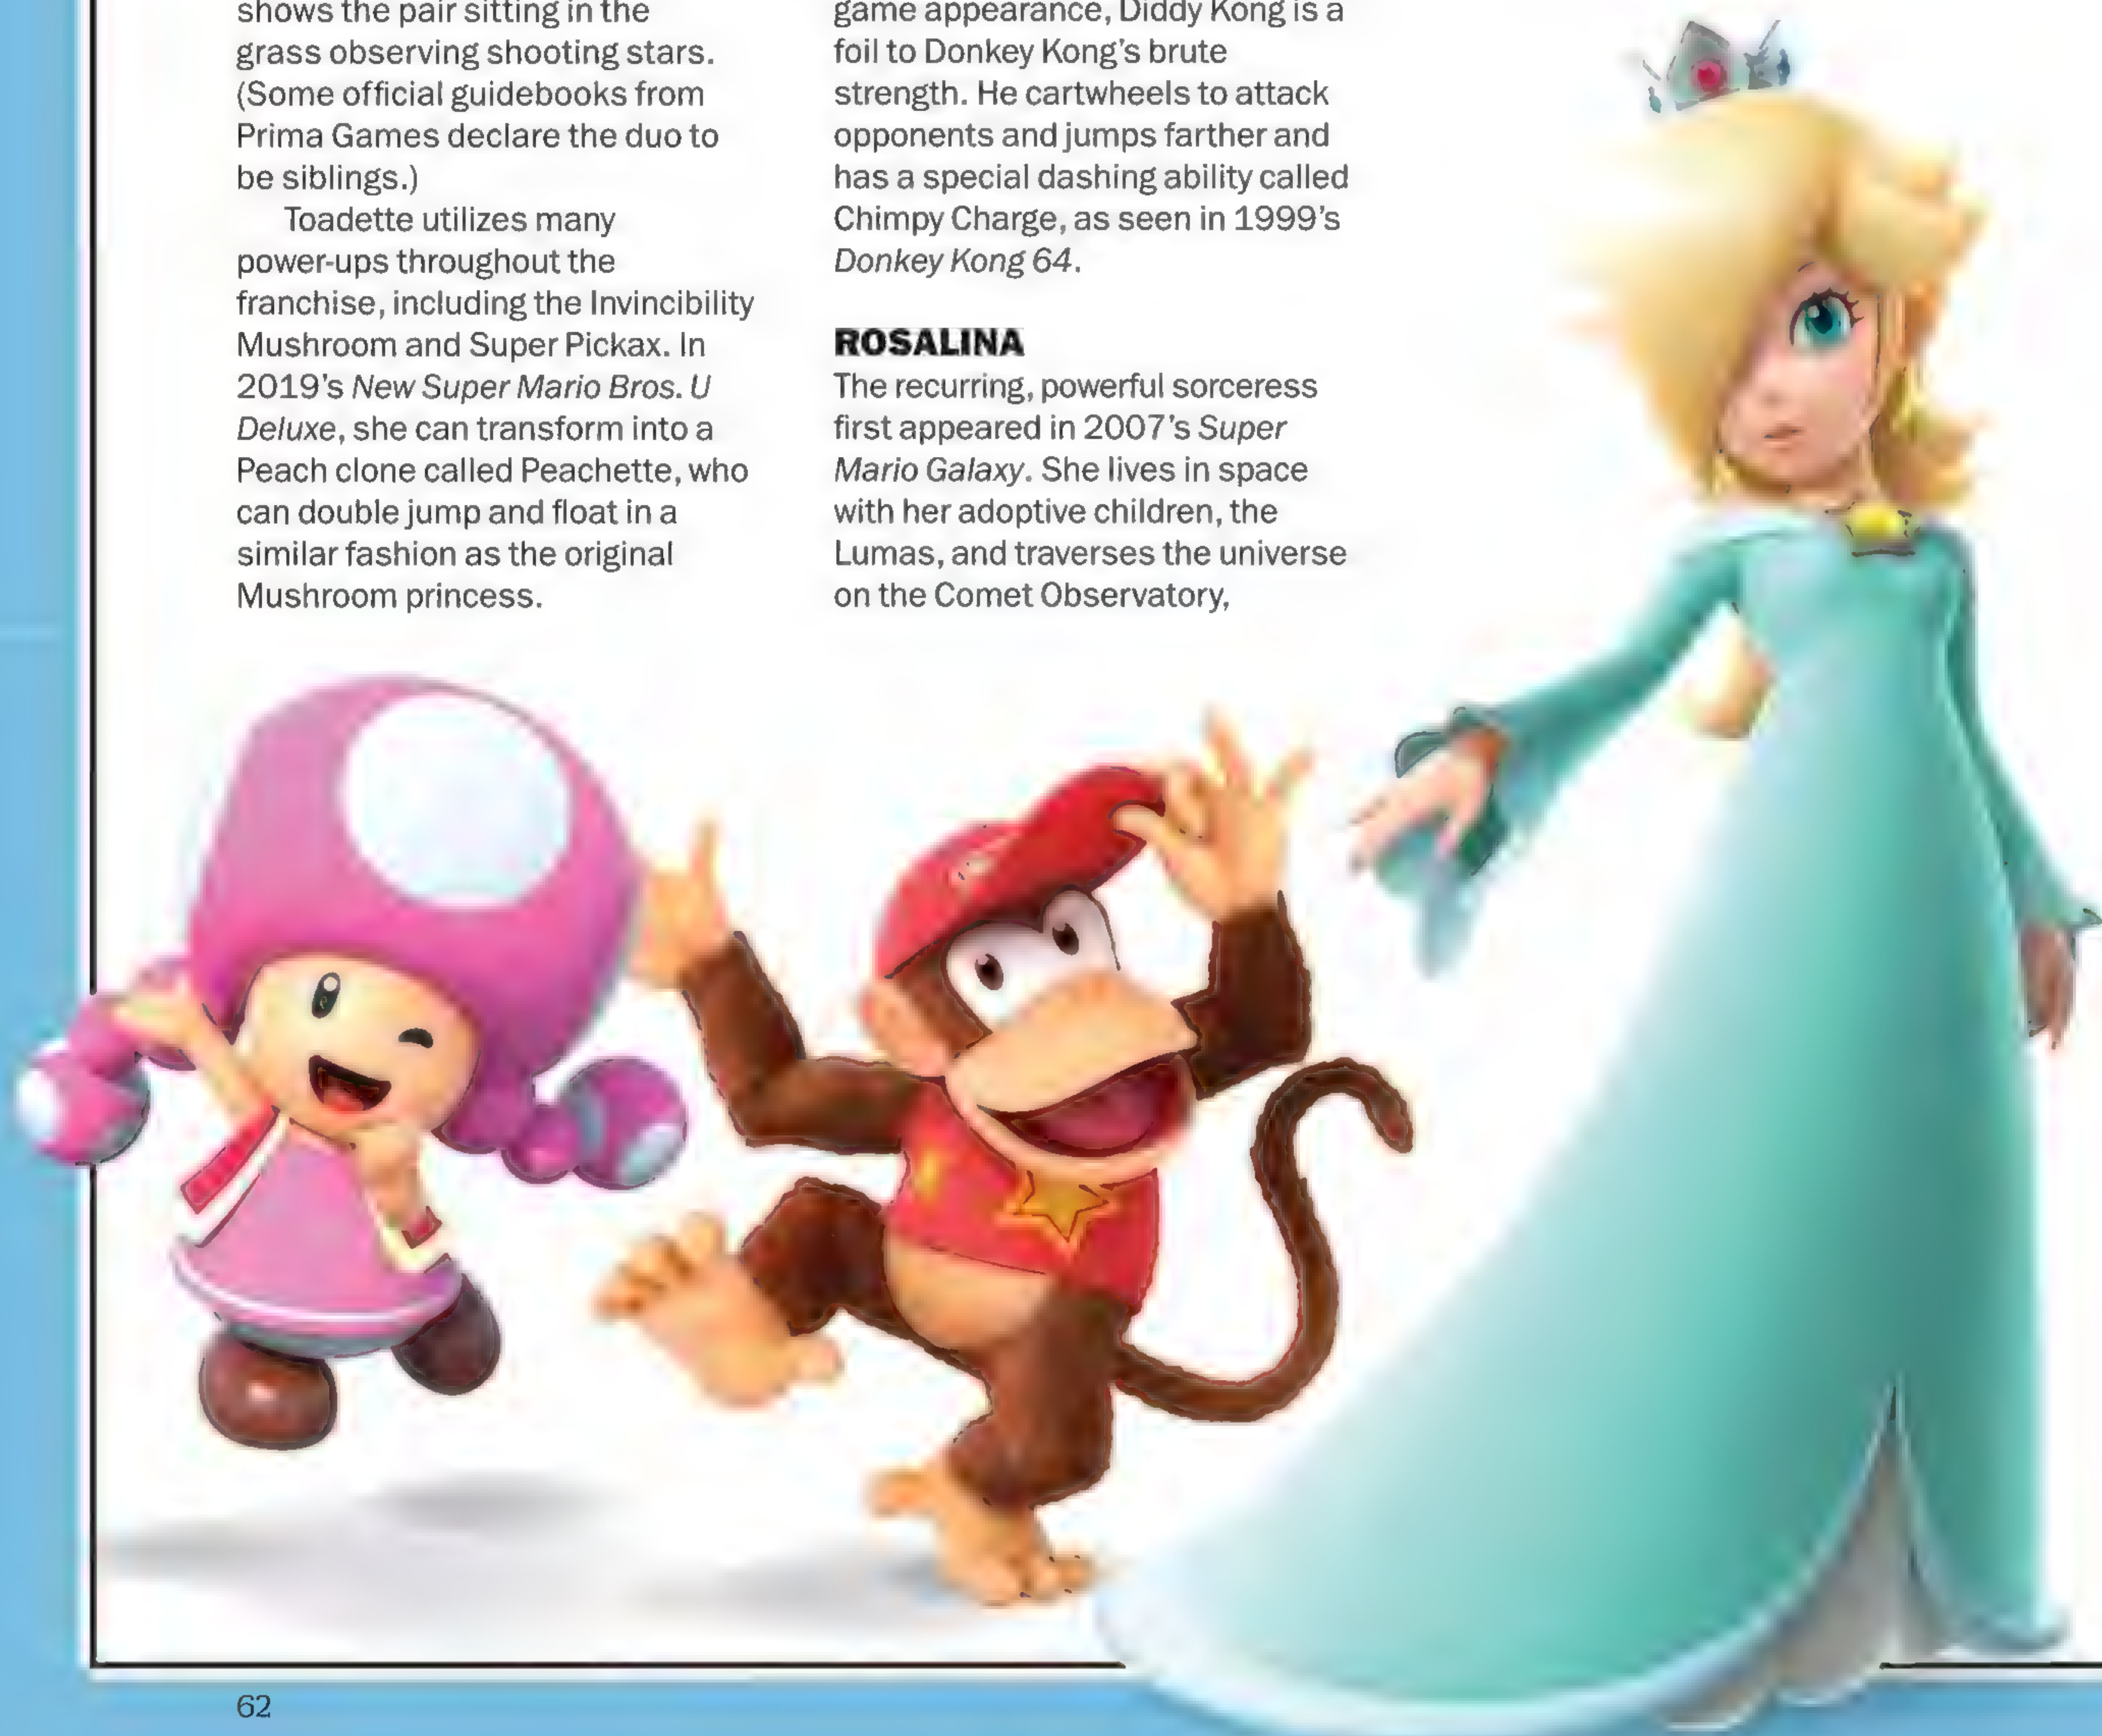 shows the pair sitting in the
grass observing shooting stars.
(Some official guidebooks from
Prima Games declare the duo to
be siblings.)
Toadette utilizes many
power-ups throughout the
franchise, including the Invincibility
Mushroom and Super Pickax. In
2019’s New Super Mario Bros. U
Deluxe, she can transform into a
Peach clone called Peachette, who
can double jump and float in a
similar fashion as the original
Mushroom princess.
game appearance, Diddy Kong is a
foil to Donkey Kong’s brute
strength. He cartwheels to attack
opponents and jumps farther and
has a special dashing ability called
Chimpy Charge, as seen in 1999’s
Donkey Kong 64.
ROSALINA
The recurring, powerful sorceress
first appeared in 2007’s Super
Mario Galaxy. She lives in space
with her adoptive children, the
Lumas, and traverses the universe
on the Comet Observatory,
62